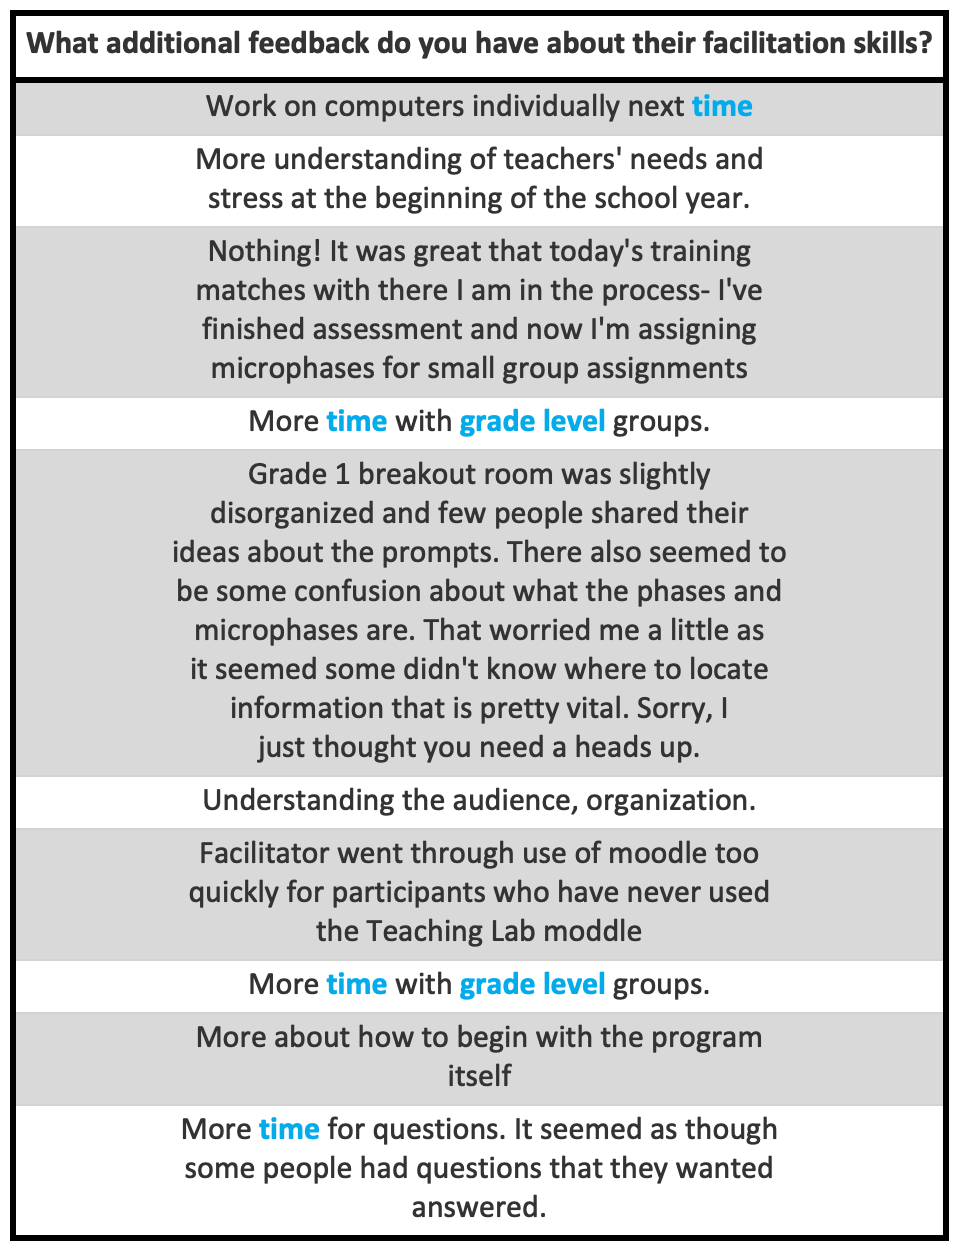 What additional feedback do you have about their facilitation skills?
Work on computers individually next time
More understanding of teachers' needs and
stress at the beginning of the school year.
Nothing! It was great that today's training
matches with there I am in the process- I've
finished assessment and now I'm assigning
microphases for small group assignments
More time with grade level groups.
Grade 1 breakout room was slightly
disorganized and few people shared their
ideas about the prompts. There also seemed to
be some confusion about what the phases and
microphases are. That worried me a little as
it seemed some didn't know where to locate
information that is pretty vital. Sorry, I
just thought you need a heads up.
Understanding the audience, organization.
Facilitator went through use of moodle too
quickly for participants who have never used
the Teaching Lab moddle
More time with grade level groups.
More about how to begin with the program
itself
More time for questions. It seemed as though
some people had questions that they wanted
answered.